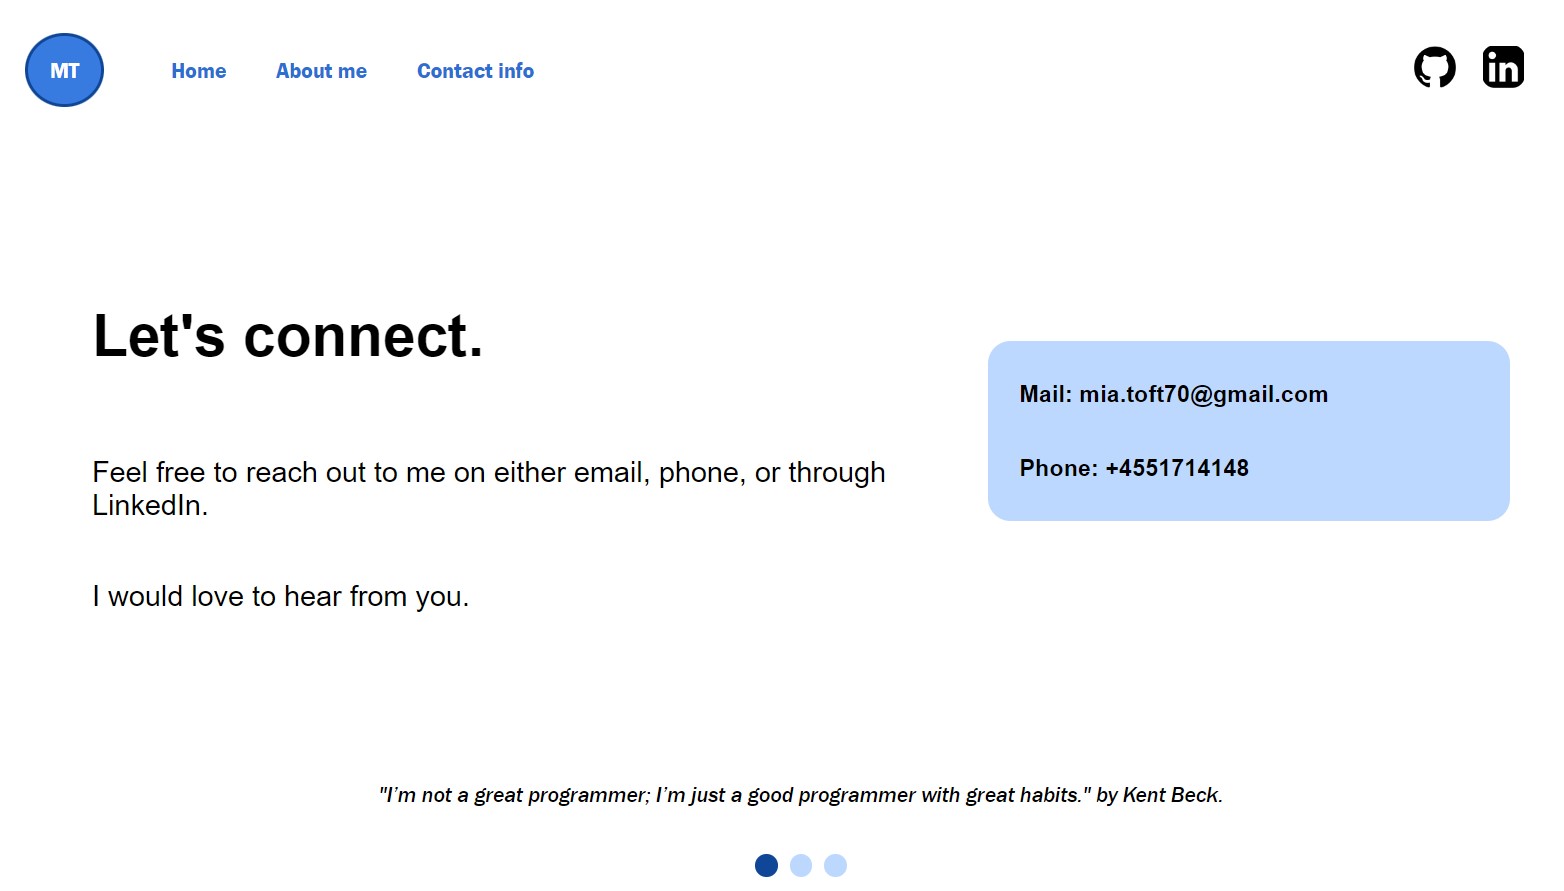 MT
Home
About me
Contact info
in
Let's connect.
Feel free to reach out to me on either email, phone, or through
LinkedIn.
I would love to hear from you.
Mail: mia.toft70@gmail.com
Phone: +4551714148
"I'm not a great programmer; I'm just a good programmer with great habits." by Kent Beck.